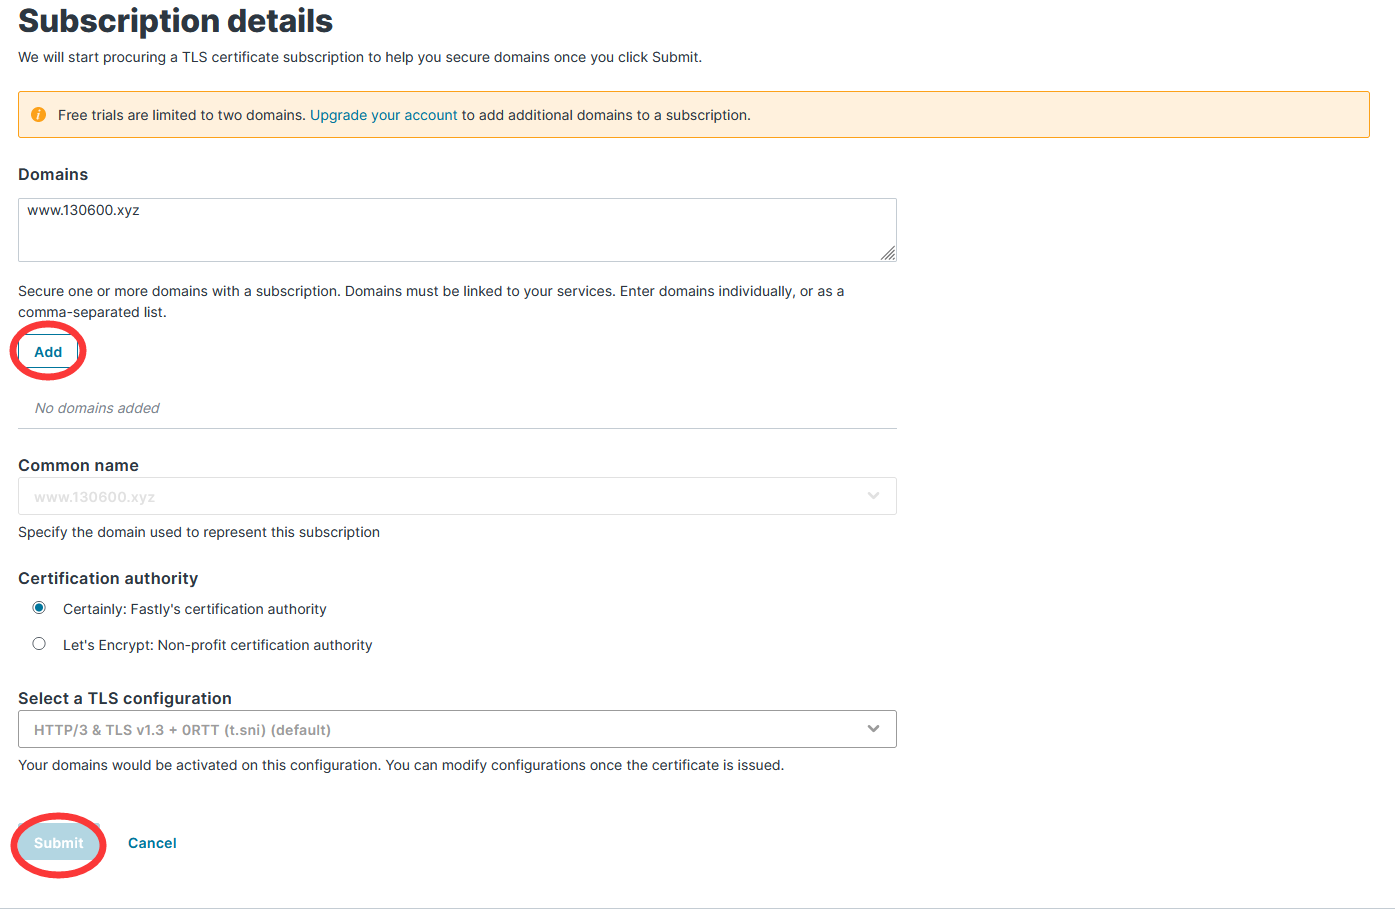 Subscription details
We will start procuring a TLS certificate subscription to help you secure domains once you click Submit.
Free trials are limited to two domains. Upgrade your account to add additional domains to a subscription.
Domains
www.130600.xyz
Secure one or more domains with a subscription. Domains must be linked to your services. Enter domains individually, or as a
comma-separated list.
Add
No domains added
Common name
www.130600.xyz
Specify the domain used to represent this subscription
Certification authority
Certainly: Fastly's certification authority
Let's Encrypt: Non-profit certification authority
Select a TLS configuration
HTTP/3 & TLS v1.3 + 0RTT (t.sni) (default)
Your domains would be activated on this configuration. You can modify configurations once the certificate is issued.
Submit Cancel